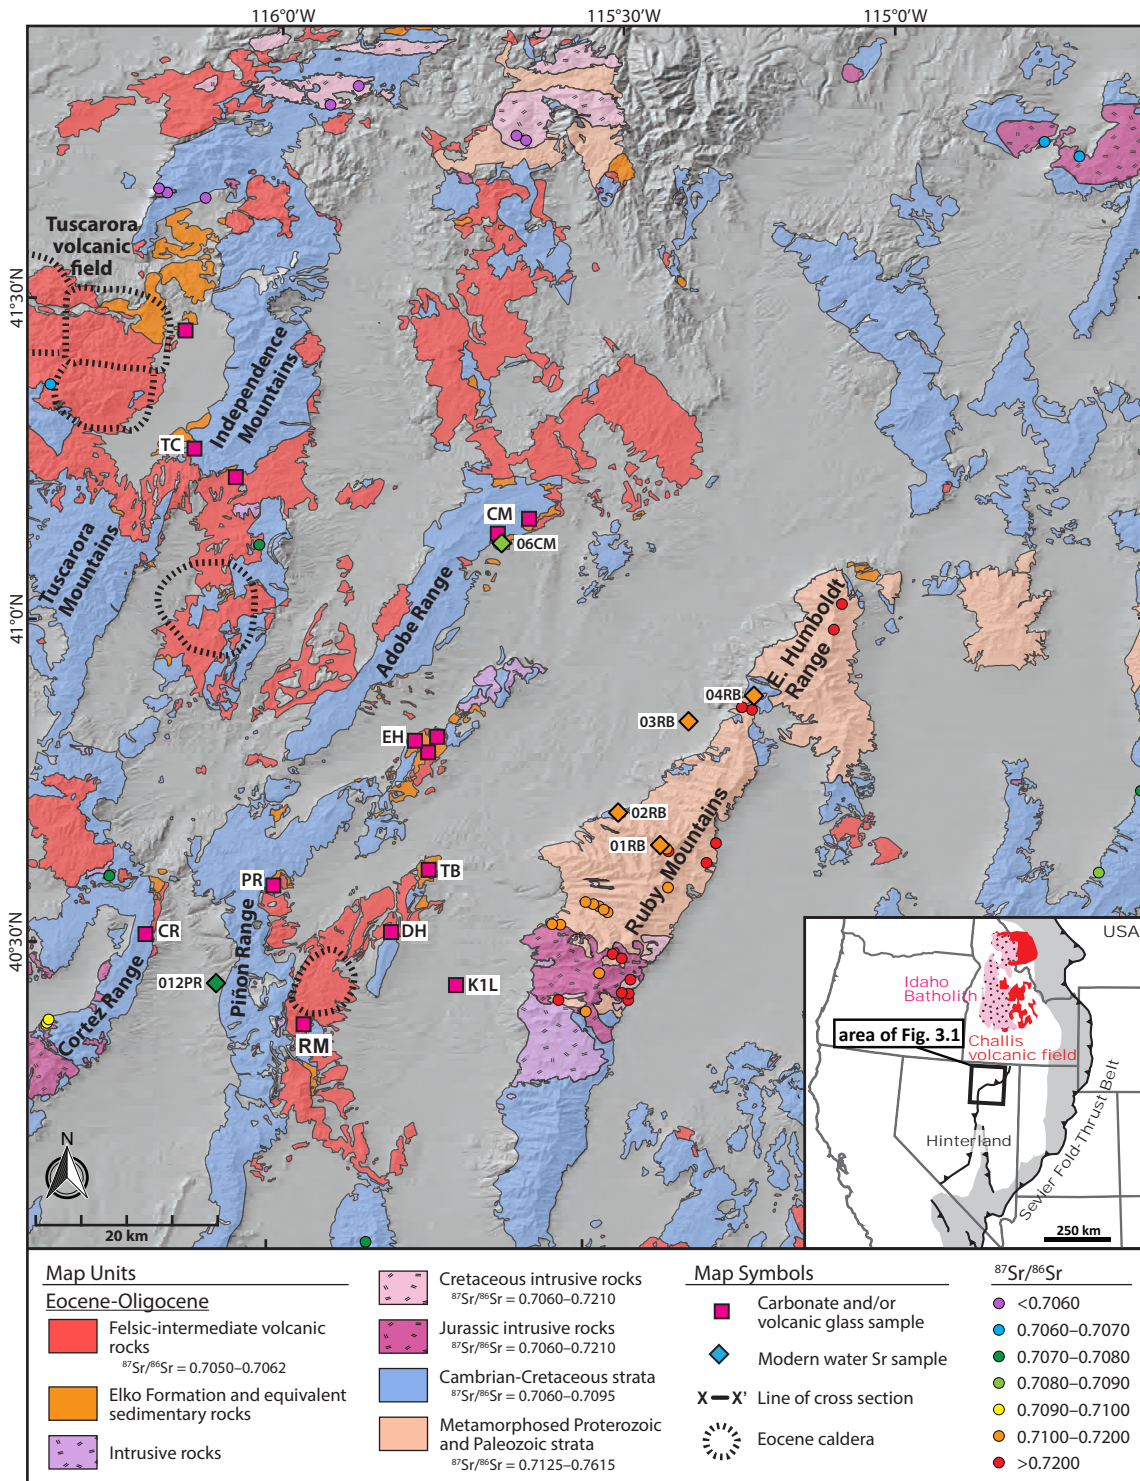 116°0'W
115°30'W
115°0'W
41°30'N
41°0'N
40°30'N
Tuscarora
volcanic
field
Independence
Mountains
TC
Tuscarora
Mountains
CM
06CM
Adobe Range
E. Humboldt
Range
04RB
03RB
EH
02RB
01RB
Ruby Mountains
TB
PR
CR
DH
012PR
Piñon Range
K1L
Cortez Range
RM
N
20 km
USA
Idaho
Batholith
area of Fig. 3.1
Challis
volcanic field
Hinterland
Sevier Fold-Thrust Belt
250 km
Map Units
Eocene-Oligocene
Felsic-intermediate volcanic
rocks
87Sr/86Sr = 0.7050–0.7062
Elko Formation and equivalent
sedimentary rocks
Intrusive rocks
Cretaceous intrusive rocks
87Sr/86Sr = 0.7060–0.7210
Jurassic intrusive rocks
87Sr/86Sr = 0.7060–0.7210
Cambrian-Cretaceous strata
87Sr/86Sr = 0.7060–0.7095
Metamorphosed Proterozoic
and Paleozoic strata
87Sr/86Sr = 0.7125–0.7615
Map Symbols
Carbonate and/or
volcanic glass sample
Modern water Sr sample
X X' Line of cross section
Eocene caldera
87Sr/86Sr
<0.7060
0.7060–0.7070
0.7070–0.7080
0.7080–0.7090
0.7090–0.7100
0.7100–0.7200
>0.7200